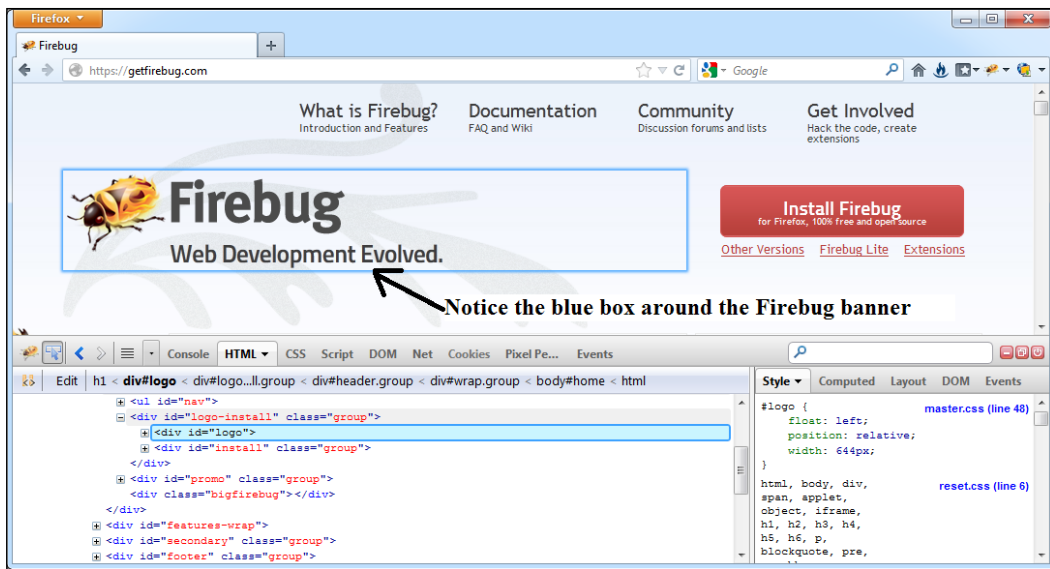 Firefox
Firebug
https://getfirebug.com
Google
What is Firebug? Documentation Community Get Involved
Introduction and Features FAQ and Wiki Discussion forums and lists Hack the code, create extensions
Firebug
Web Development Evolved.
Install Firebug
for Firefox, 100% free and open source
Other Versions Firebug Lite Extensions
Notice the blue box around the Firebug banner
Console HTML CSS Script DOM Net Cookies Pixel Pe... Events
Edit h1 < div#logo < div#logo...ll.group < div#header.group < div#wrap.group < body#home < html
<ul id="nav">
<div id="logo-install" class="group">
<div id="logo">
<div id="install" class="group">
</div>
<div id="promo" class="group">
<div class="bigfirebug"></div>
</div>
<div id="features-wrap">
<div id="secondary" class="group">
<div id="footer" class="group">
Style Computed Layout DOM Events
#logo { master.css (line 48)
float: left;
position: relative;
width: 644px;
}
html, body, div, reset.css (line 6)
span, applet,
object, iframe,
h1, h2, h3, h4,
h5, h6, p,
blockquote, pre,